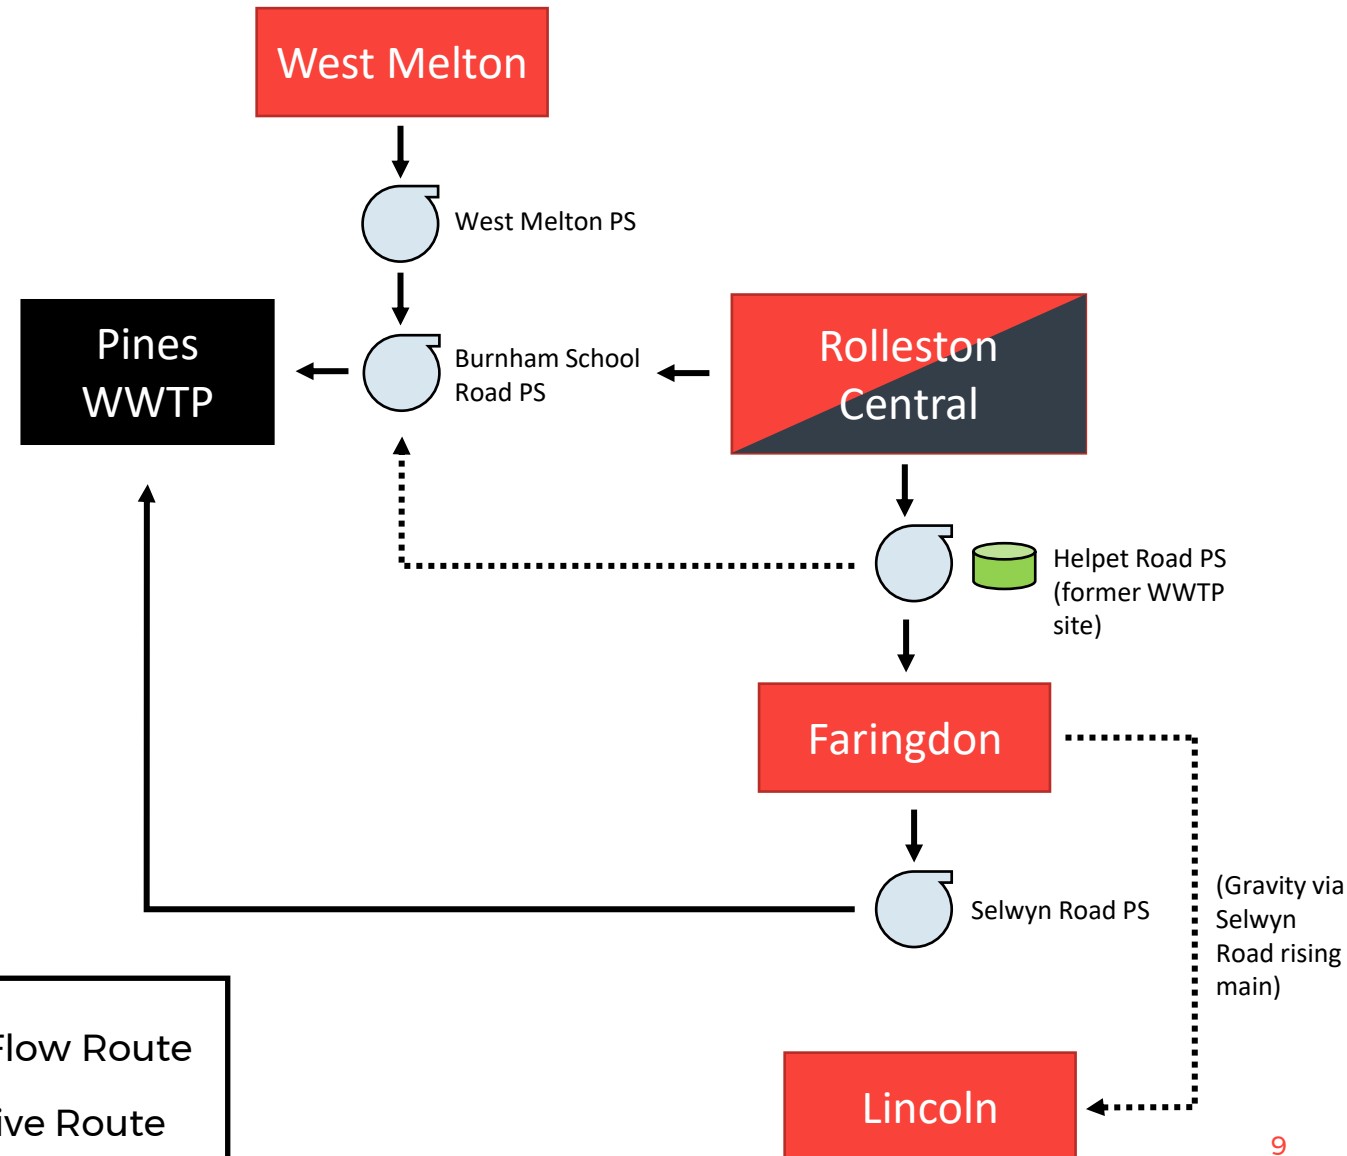 West Melton
West Melton PS
Pines
WWTP
Burnham School
Road PS
Rolleston
Central
Helpet Road PS
(former WWTP
site)
Faringdon
Selwyn Road PS
(Gravity via
Selwyn
Road rising
main)
Flow Route
ive Route
Lincoln
9